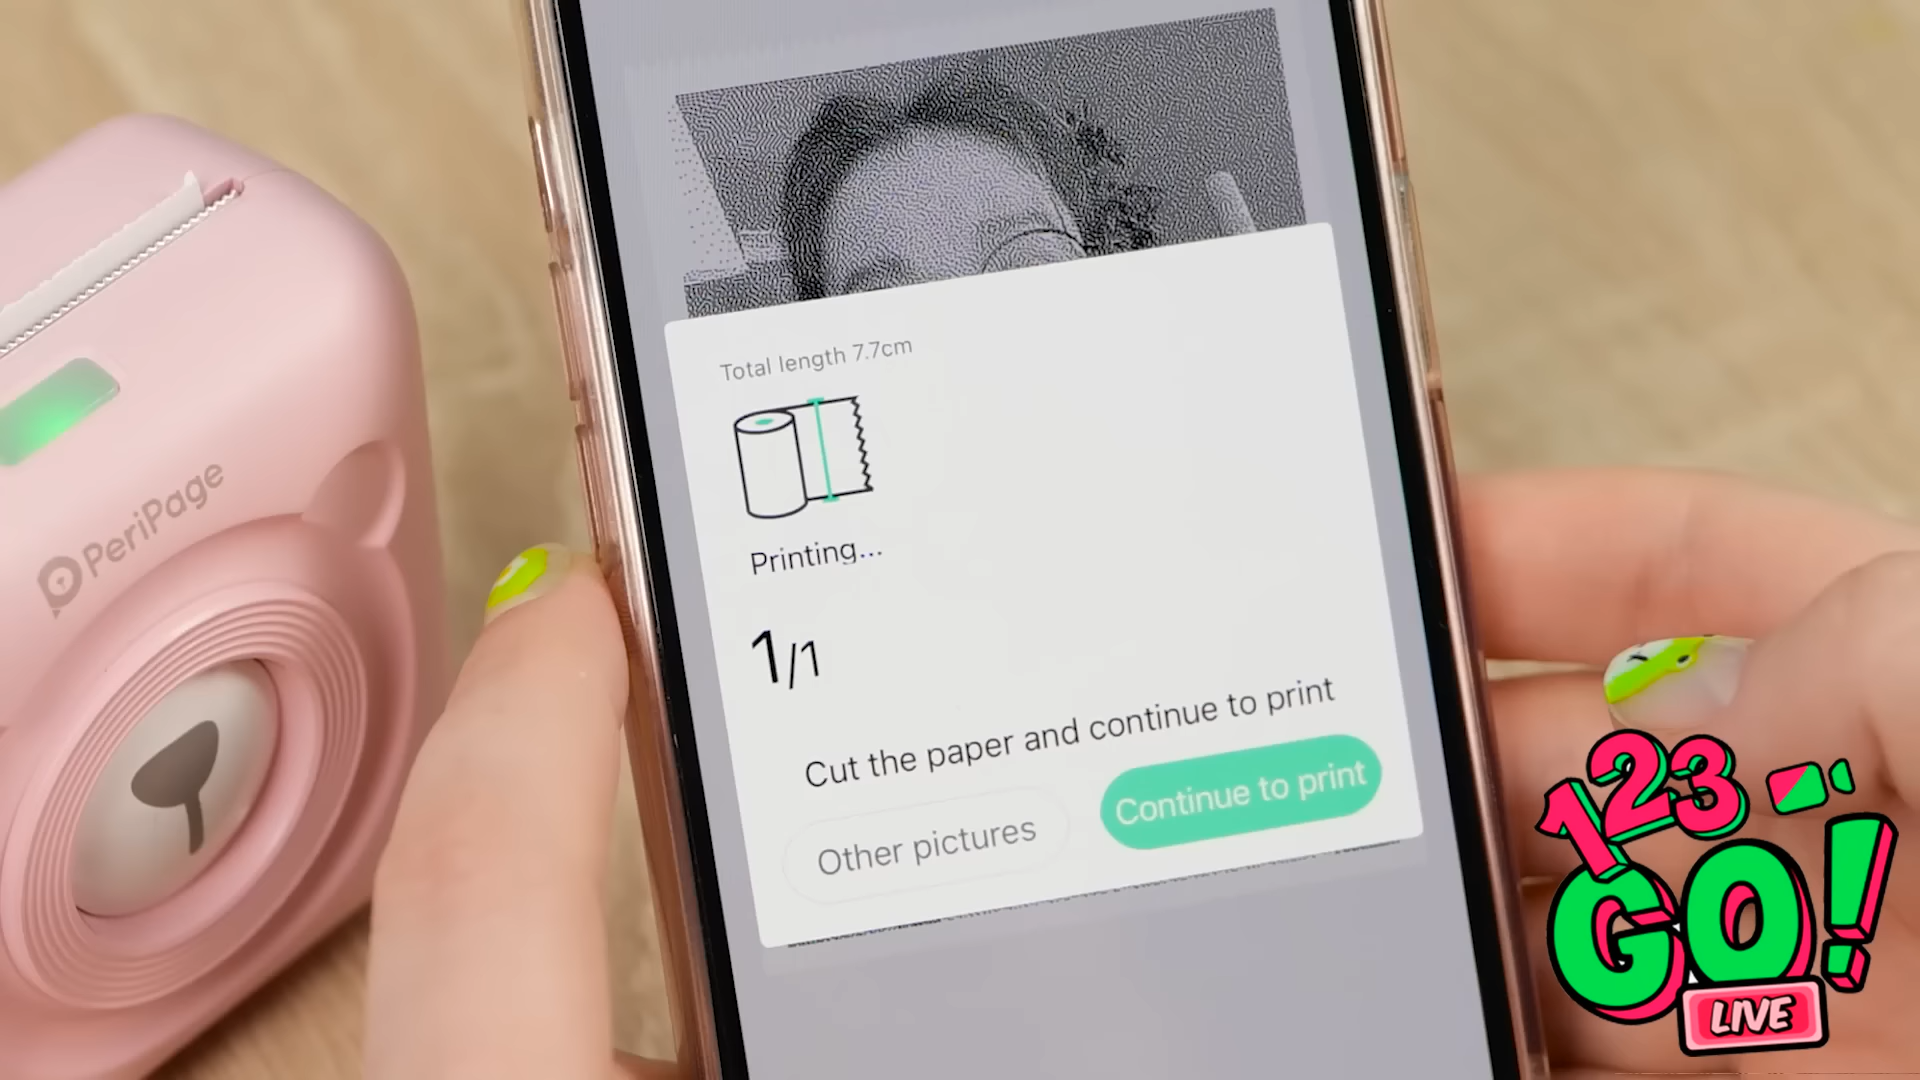 Total length 7.7cm
Printing...
1/1
Cut the paper and continue to print
Other pictures
Continue to print
PeriPage
123
GO!
LIVE